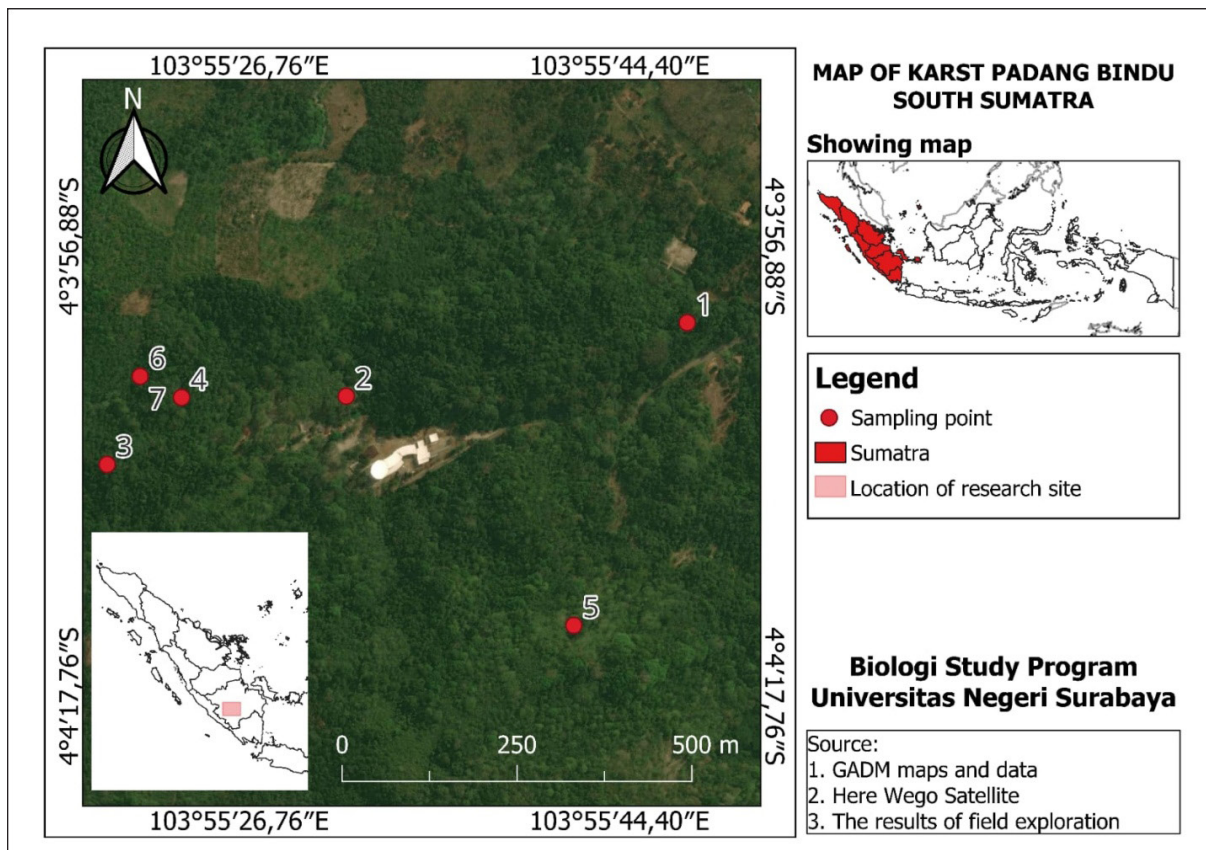 103°55'26,76"E
103°55'44,40"E
N
4°3'56,88"S
4°3'56,88"S
1
6
7
4
2
3
5
4°4'17,76"S
4°4'17,76"S
0
250
500 m
103°55'26,76"E
103°55'44,40"E
MAP OF KARST PADANG BINDU
SOUTH SUMATRA
Showing map
Legend
Sampling point
Sumatra
Location of research site
Biologi Study Program
Universitas Negeri Surabaya
Source:
1. GADM maps and data
2. Here Wego Satellite
3. The results of field exploration